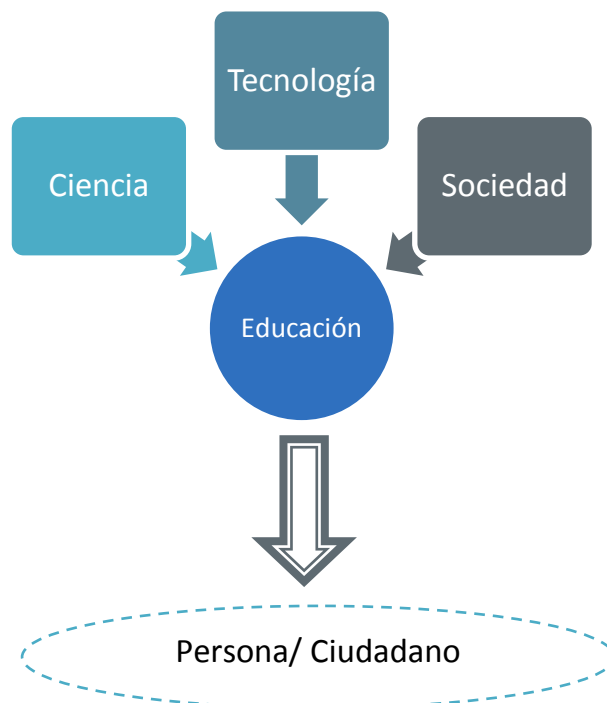 Tecnología
Ciencia
Sociedad
Educación
Persona/ Ciudadano